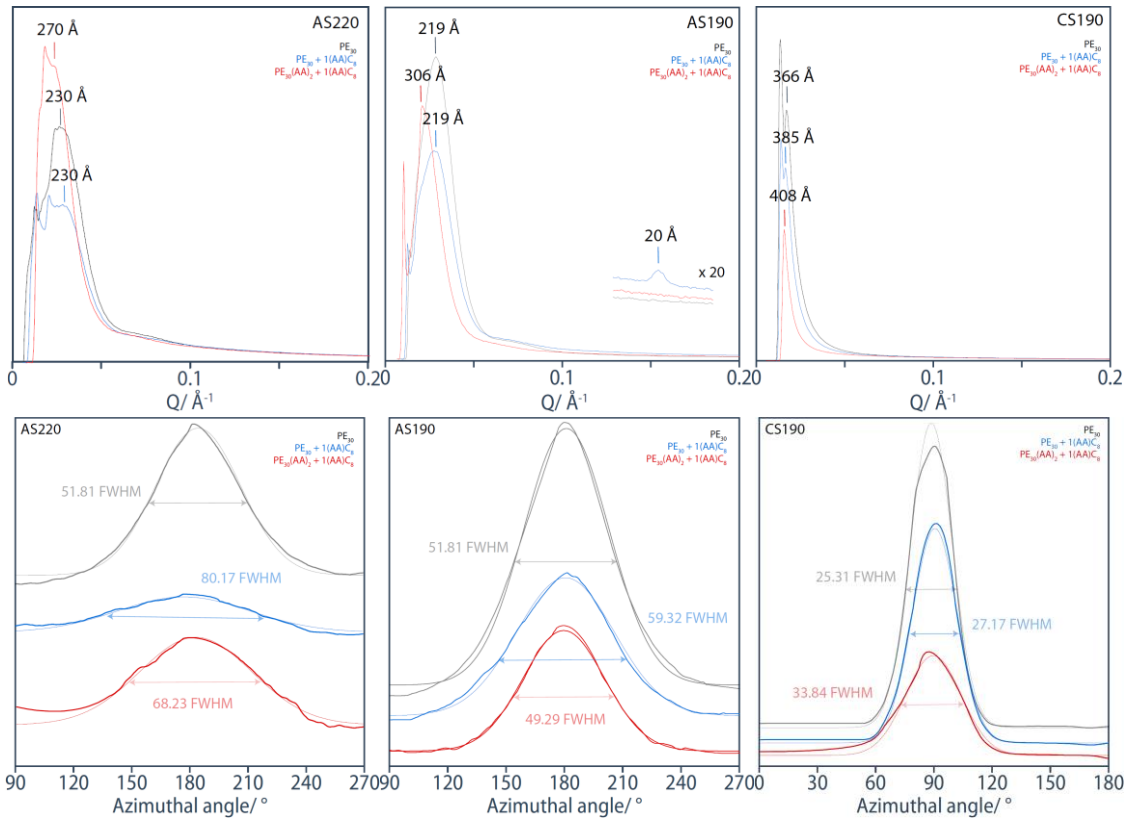 AS220
PE₃₀
PE₃₀ + 1(AA)C₈
PE₃₀(AA)₂ + 1(AA)C₈
270 Å
230 Å
230 Å
0
0.1
0.2
Q/ Å⁻¹
AS190
PE₃₀
PE₃₀ + 1(AA)C₈
PE₃₀(AA)₂ + 1(AA)C₈
219 Å
306 Å
219 Å
20 Å
x 20
0.1
0.2
Q/ Å⁻¹
CS190
PE₃₀
PE₃₀ + 1(AA)C₈
PE₃₀(AA)₂ + 1(AA)C₈
366 Å
385 Å
408 Å
0
0.1
0.2
Q/ Å⁻¹
AS220
PE₃₀
PE₃₀ + 1(AA)C₈
PE₃₀(AA)₂ + 1(AA)C₈
51.81 FWHM
80.17 FWHM
68.23 FWHM
90 120 150 180 210 240 270
Azimuthal angle/ °
AS190
PE₃₀
PE₃₀ + 1(AA)C₈
PE₃₀(AA)₂ + 1(AA)C₈
51.81 FWHM
59.32 FWHM
49.29 FWHM
90 120 150 180 210 240 270
Azimuthal angle/ °
CS190
PE₃₀
PE₃₀ + 1(AA)C₈
PE₃₀(AA)₂ + 1(AA)C₈
25.31 FWHM
27.17 FWHM
33.84 FWHM
0 30 60 90 120 150 180
Azimuthal angle/ °